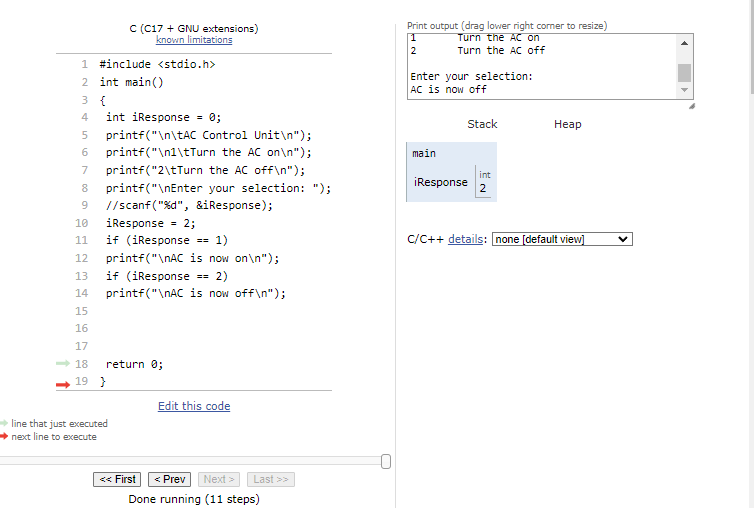 C (C17 + GNU extensions)
known limitations
1 #include <stdio.h>
2 int main()
3 {
4 int iResponse = 0;
5 printf("\n\tAC Control Unit\n");
6 printf("\n1\tTurn the AC on\n");
7 printf("2\tTurn the AC off\n");
8 printf("\nEnter your selection: ");
9 //scanf("%d", &iResponse);
10 iResponse = 2;
11 if (iResponse == 1)
12 printf("\nAC is now on\n");
13 if (iResponse == 2)
14 printf("\nAC is now off\n");
15
16
17
18 return 0;
19 }
Edit this code
line that just executed
next line to execute
<< First < Prev Next > Last >>
Done running (11 steps)
Print output (drag lower right corner to resize)
1 Turn the AC on
2 Turn the AC off
Enter your selection:
AC is now off
Stack Heap
main
iResponse int
2
C/C++ details: none [default view]